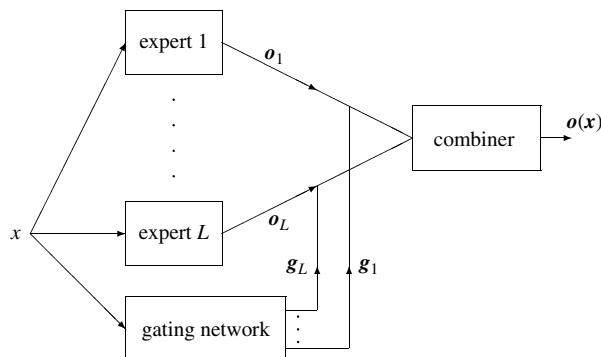 expert 1
o1
combiner
o(x)
x
expert L
oL
gL
g1
gating network